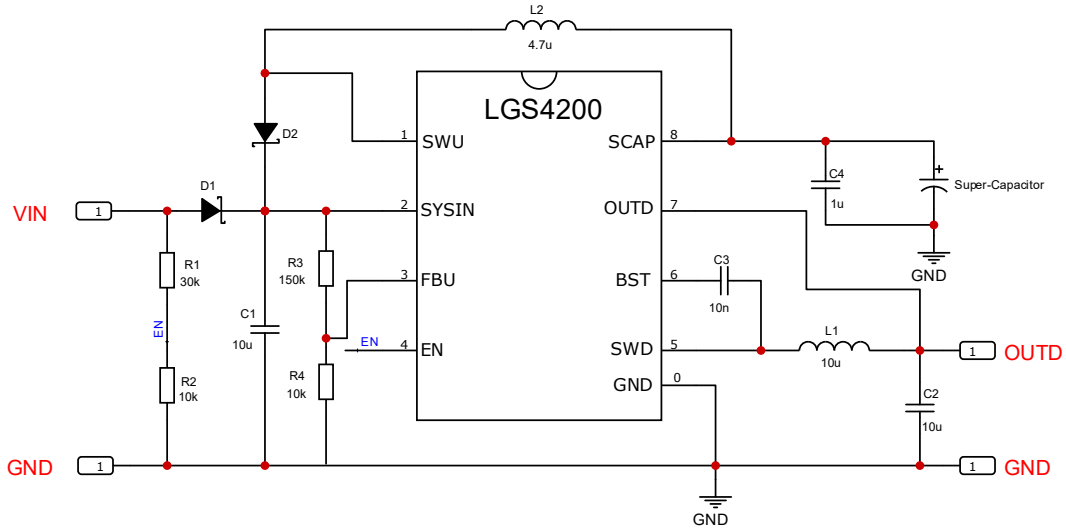 L2
4.7u
LGS4200
D2
1 SWU
SCAP 8
C4
1u
+
Super-Capacitor
D1
VIN 1
2 SYSIN
OUTD 7
R1
30k
R3
150k
3 FBU
BST 6
C3
10n
GND
EN
C1
10u
EN
4 EN
SWD 5
L1
10u
1 OUTD
R2
10k
R4
10k
GND 0
C2
10u
GND 1
1 GND
GND